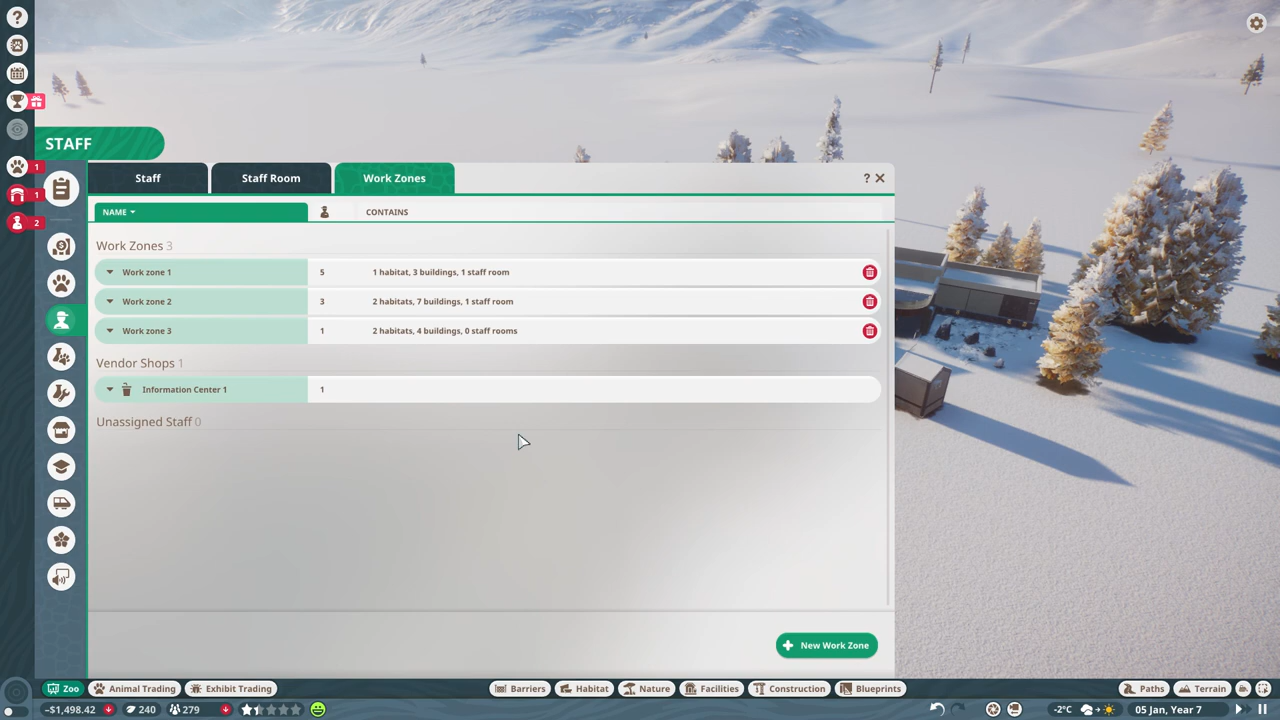 ?
STAFF
1
1
2
Staff
Staff Room
Work Zones
?
NAME
CONTAINS
Work Zones 3
Work zone 1 5 1 habitat, 3 buildings, 1 staff room
Work zone 2 3 2 habitats, 7 buildings, 1 staff room
Work zone 3 1 2 habitats, 4 buildings, 0 staff rooms
Vendor Shops 1
Information Center 1 1
Unassigned Staff 0
New Work Zone
Zoo Animal Trading Exhibit Trading Barriers Habitat Nature Facilities Construction Blueprints Paths Terrain
-$1,498.42 240 279 -2°C 05 Jan, Year 7